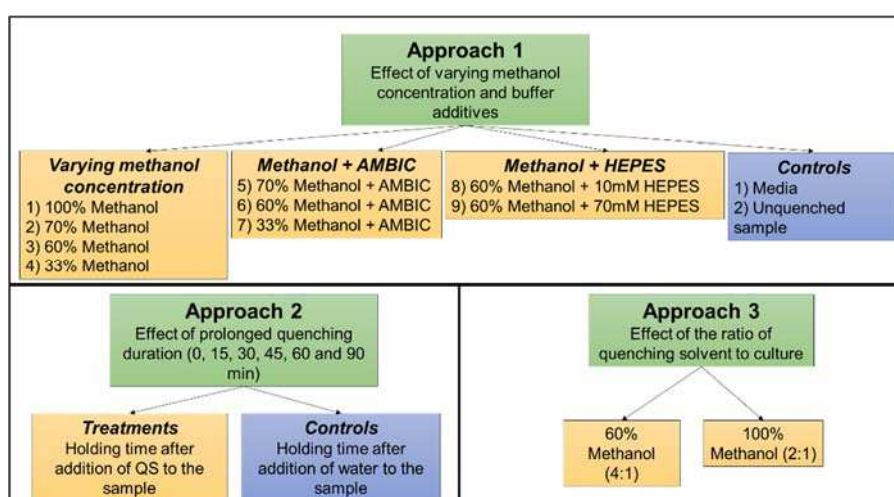 Approach 1
Effect of varying methanol
concentration and buffer
additives
Varying methanol
concentration
1) 100% Methanol
2) 70% Methanol
3) 60% Methanol
4) 33% Methanol
Methanol + AMBIC
5) 70% Methanol + AMBIC
6) 60% Methanol + AMBIC
7) 33% Methanol + AMBIC
Methanol + HEPES
8) 60% Methanol + 10mM HEPES
9) 60% Methanol + 70mM HEPES
Controls
1) Media
2) Unquenched
sample
Approach 2
Effect of prolonged quenching
duration (0, 15, 30, 45, 60 and 90
min)
Treatments
Holding time after
addition of QS to the
sample
Controls
Holding time after
addition of water to the
sample
Approach 3
Effect of the ratio of
quenching solvent to culture
60%
Methanol
(4:1)
100%
Methanol (2:1)